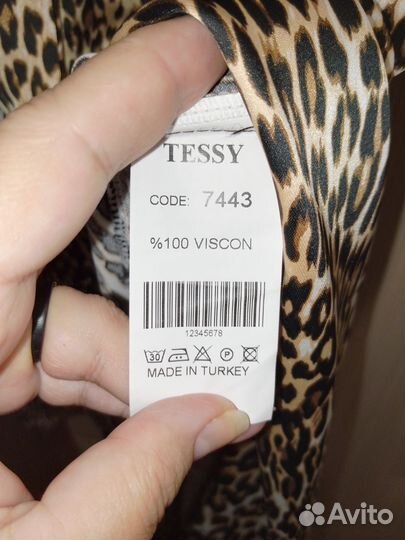 TESSY
CODE: 7443
%100 VISCON
12345678
30 P
MADE IN TURKEY
Avito